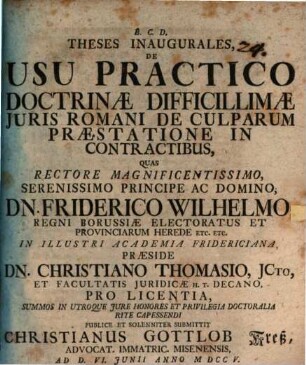 B. C. D.
THESES INAUGURALES,
24.
DE
USU PRACTICO
DOCTRINÆ DIFFICILLIMÆ
JURIS ROMANI DE CULPARUM
PRÆSTATIONE IN
CONTRACTIBUS,
QUAS
RECTORE MAGNIFICENTISSIMO,
SERENISSIMO PRINCIPE AC DOMINO,
DN. FRIDERICO WILHELMO
REGNI BORUSSIÆ ELECTORATUS ET
PROVINCIARUM HEREDE ETC. ETC.
IN ILLUSTRI ACADEMIA FRIDERICIANA,
PRÆSIDE
DN. CHRISTIANO THOMASIO, JCTO,
ET FACULTATIS JURIDICÆ H. T. DECANO,
PRO LICENTIA,
SUMMOS IN UTROQUE JURE HONORES ET PRIVILEGIA DOCTORALIA
RITE CAPESSENDI
PUBLICE ET SOLENNITER SUBMITTIT
CHRISTIANUS GOTTLOB Kreß,
ADVOCAT. IMMATRIC. MISENENSIS,
AD D. VI. JUNII ANNO MDCCV.